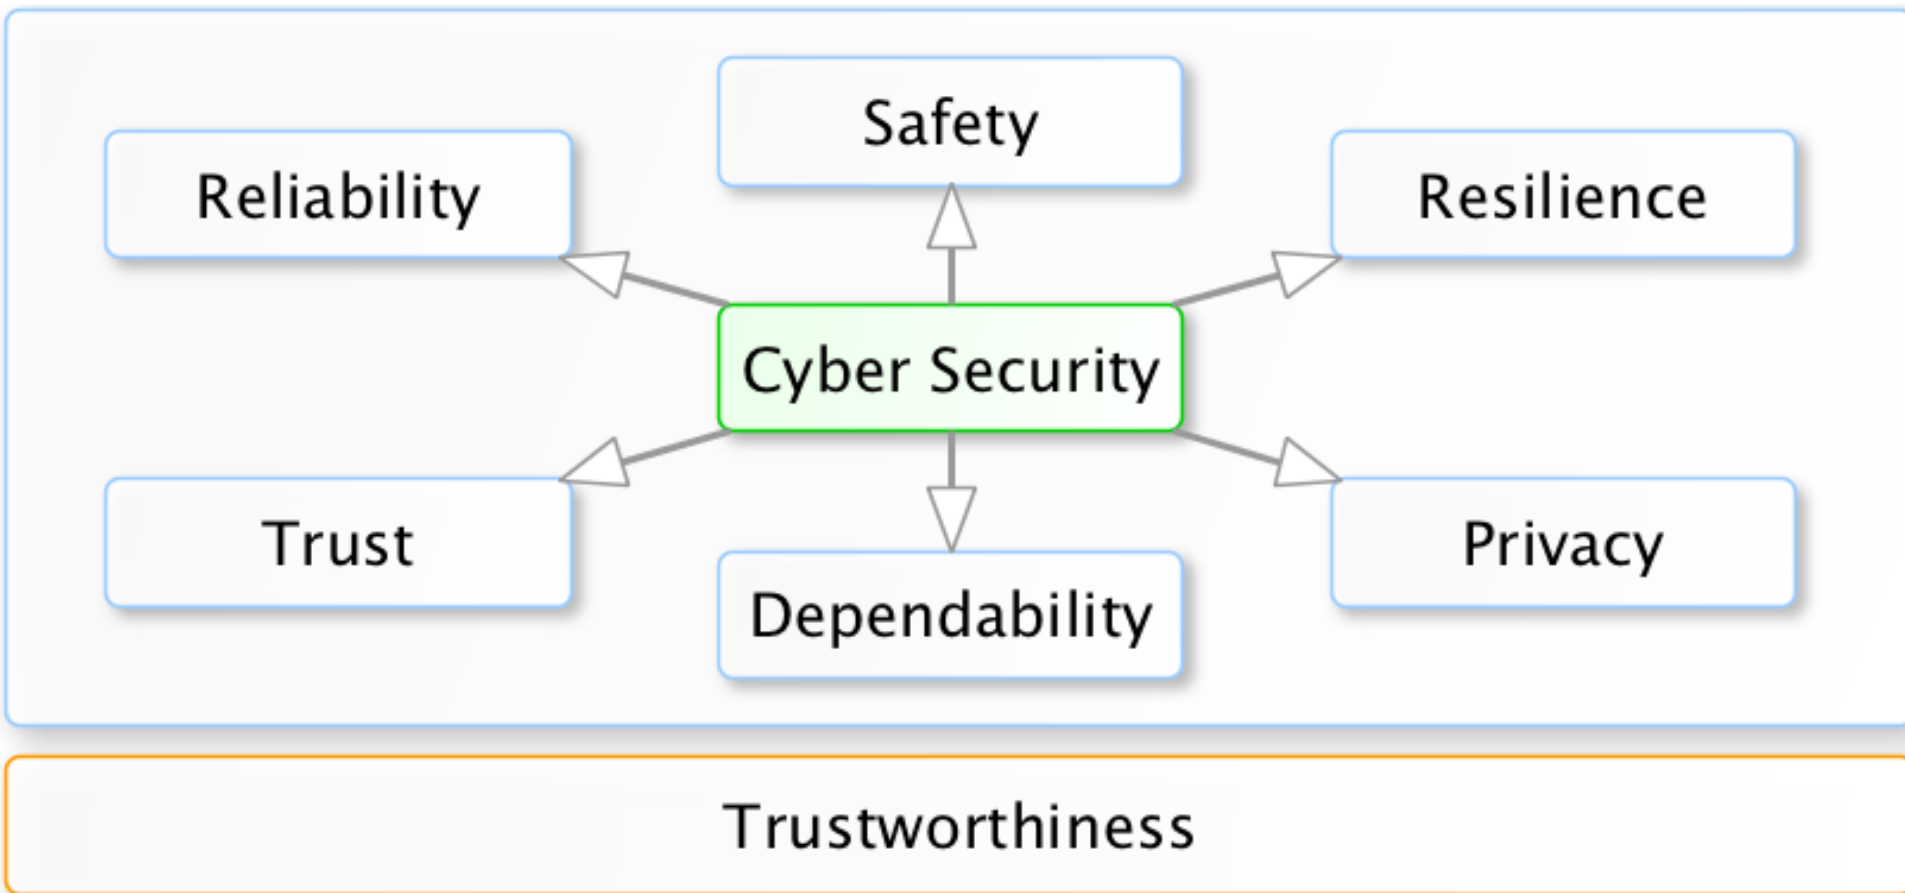 Safety
Reliability
Resilience
Cyber Security
Trust
Privacy
Dependability
Trustworthiness